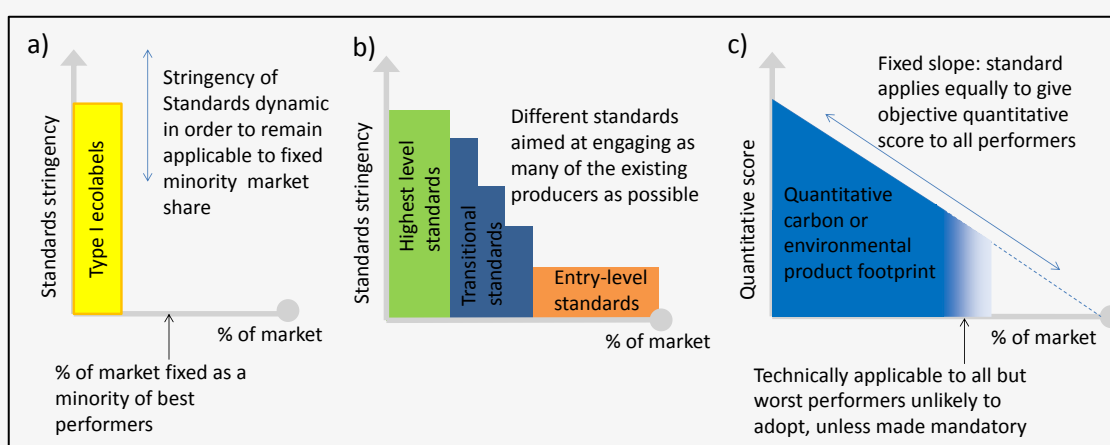 a)
Standards stringency
Type I ecolabels
Stringency of
Standards dynamic
in order to remain
applicable to fixed
minority market
share
% of market
% of market fixed as a
minority of best
performers
b)
Standards stringency
Highest level
standards
Transitional
standards
Entry-level
standards
Different standards
aimed at engaging as
many of the existing
producers as possible
% of market
c)
Quantitative score
Fixed slope: standard
applies equally to give
objective quantitative
score to all performers
Quantitative
carbon or
environmental
product footprint
% of market
Technically applicable to all but
worst performers unlikely to
adopt, unless made mandatory